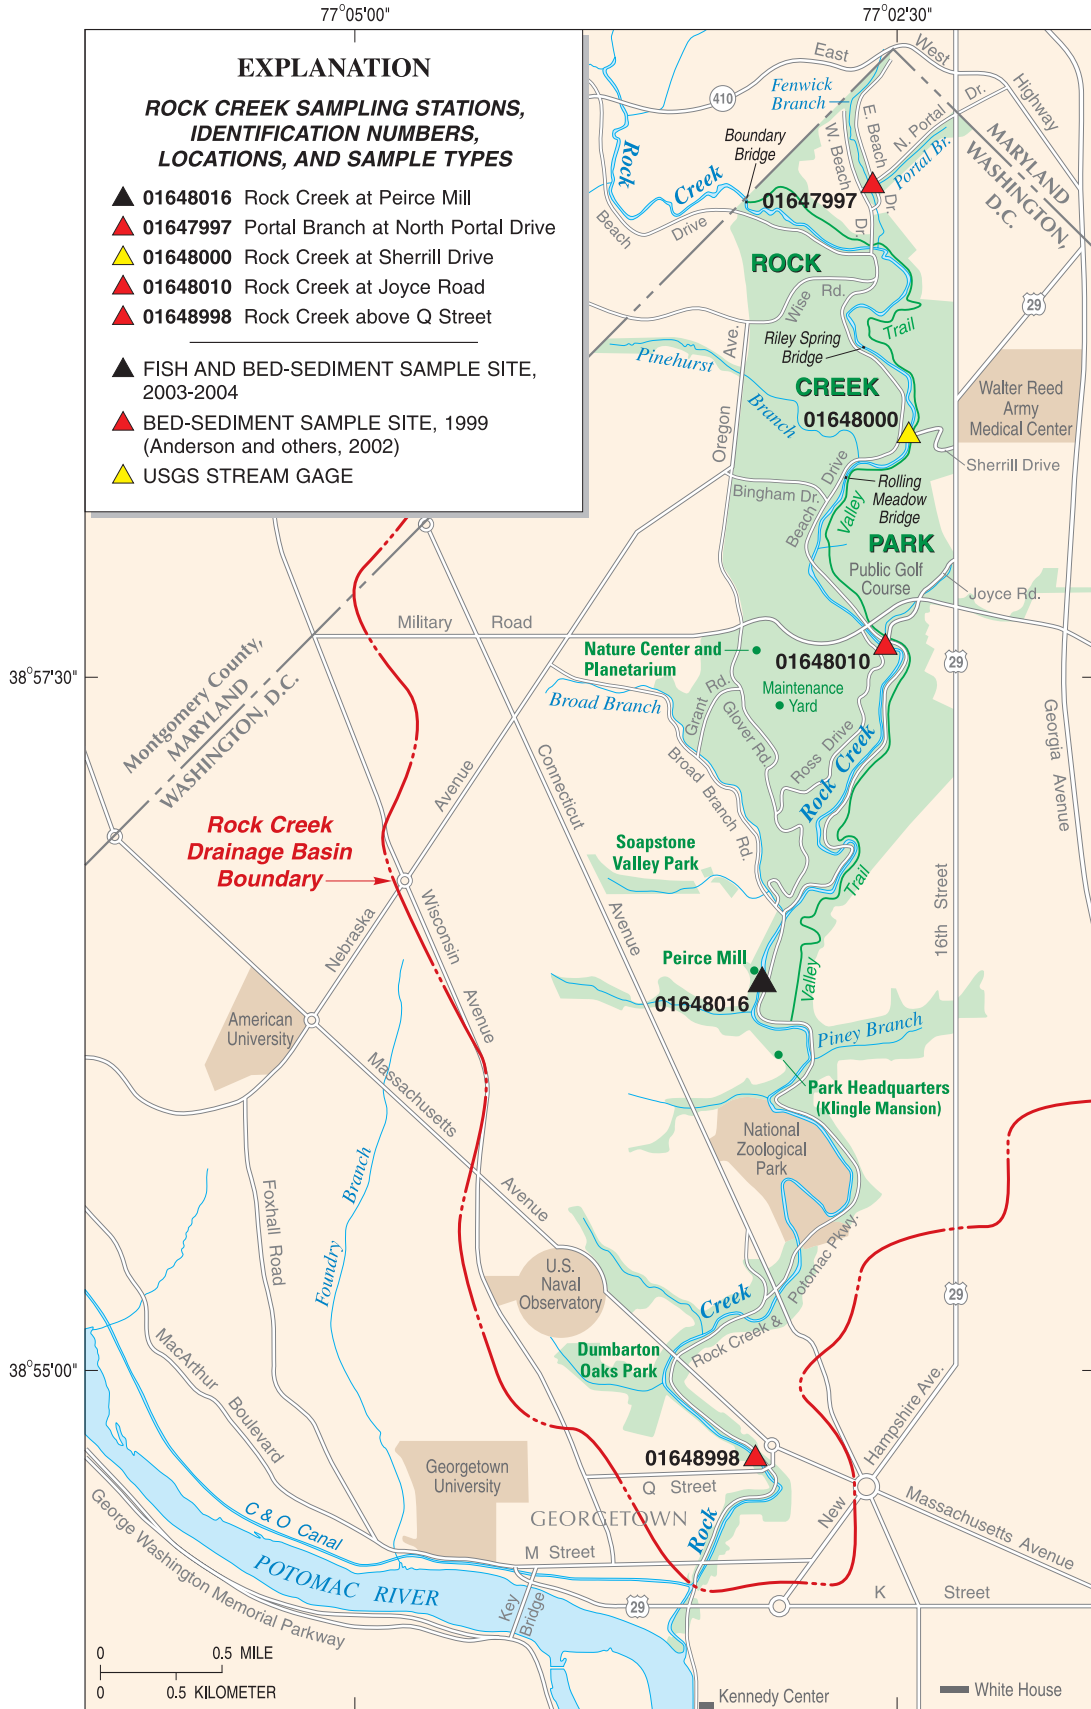 77°05'00"
77°02'30"
EXPLANATION
ROCK CREEK SAMPLING STATIONS,
IDENTIFICATION NUMBERS,
LOCATIONS, AND SAMPLE TYPES
01648016 Rock Creek at Peirce Mill
01647997 Portal Branch at North Portal Drive
01648000 Rock Creek at Sherrill Drive
01648010 Rock Creek at Joyce Road
01648998 Rock Creek above Q Street
FISH AND BED-SEDIMENT SAMPLE SITE,
2003-2004
BED-SEDIMENT SAMPLE SITE, 1999
(Anderson and others, 2002)
USGS STREAM GAGE
East
West
Highway
410
Fenwick
Branch
E. Beach Dr.
W. Beach Dr.
N. Portal Dr.
Portal Br.
MARYLAND
WASHINGTON,
D.C.
Boundary
Bridge
Rock
Creek
Beach
Drive
01647997
ROCK
Wise Rd.
29
Trail
Riley Spring
Bridge
Pinehurst
Branch
Oregon Ave.
CREEK
01648000
Walter Reed
Army
Medical Center
Sherrill Drive
Rolling
Meadow
Bridge
Bingham Dr.
Beach Drive
Valley
PARK
Public Golf
Course
Joyce Rd.
Military Road
Nature Center and
Planetarium
01648010
29
38°57'30"
Maintenance
Yard
Montgomery County,
MARYLAND
WASHINGTON, D.C.
Broad Branch
Grant Rd.
Glover Rd.
Ross Drive
Rock Creek
Broad Branch Rd.
Connecticut
Avenue
Georgia Avenue
Nebraska
Avenue
Rock Creek
Drainage Basin
Boundary
Wisconsin
Avenue
Soapstone
Valley Park
Trail
Valley
16th Street
Peirce Mill
01648016
Piney Branch
American
University
Park Headquarters
(Klingle Mansion)
Massachusetts
Avenue
National
Zoological
Park
Foxhall Road
Foundry
Branch
U.S.
Naval
Observatory
Creek
Rock Creek &
Potomac Pkwy.
29
38°55'00"
Dumbarton
Oaks Park
MacArthur
Boulevard
New
Hampshire Ave.
01648998
Q Street
Georgetown
University
GEORGETOWN
Massachusetts Avenue
Rock
C & O Canal
M Street
George Washington Memorial Parkway
POTOMAC RIVER
Key
Bridge
29
K Street
0 0.5 MILE
0 0.5 KILOMETER
Kennedy Center
White House